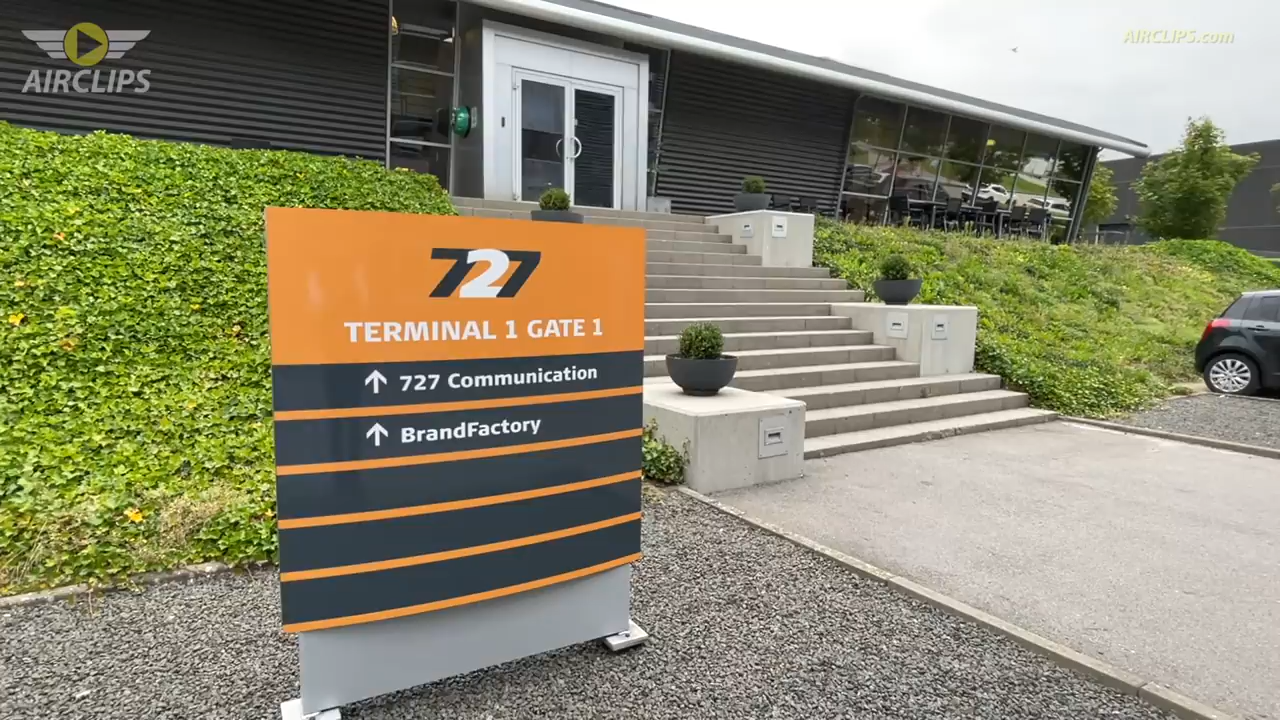 AIRCLIPS
AIRCLIPS.com
727
TERMINAL 1 GATE 1
↑ 727 Communication
↑ BrandFactory